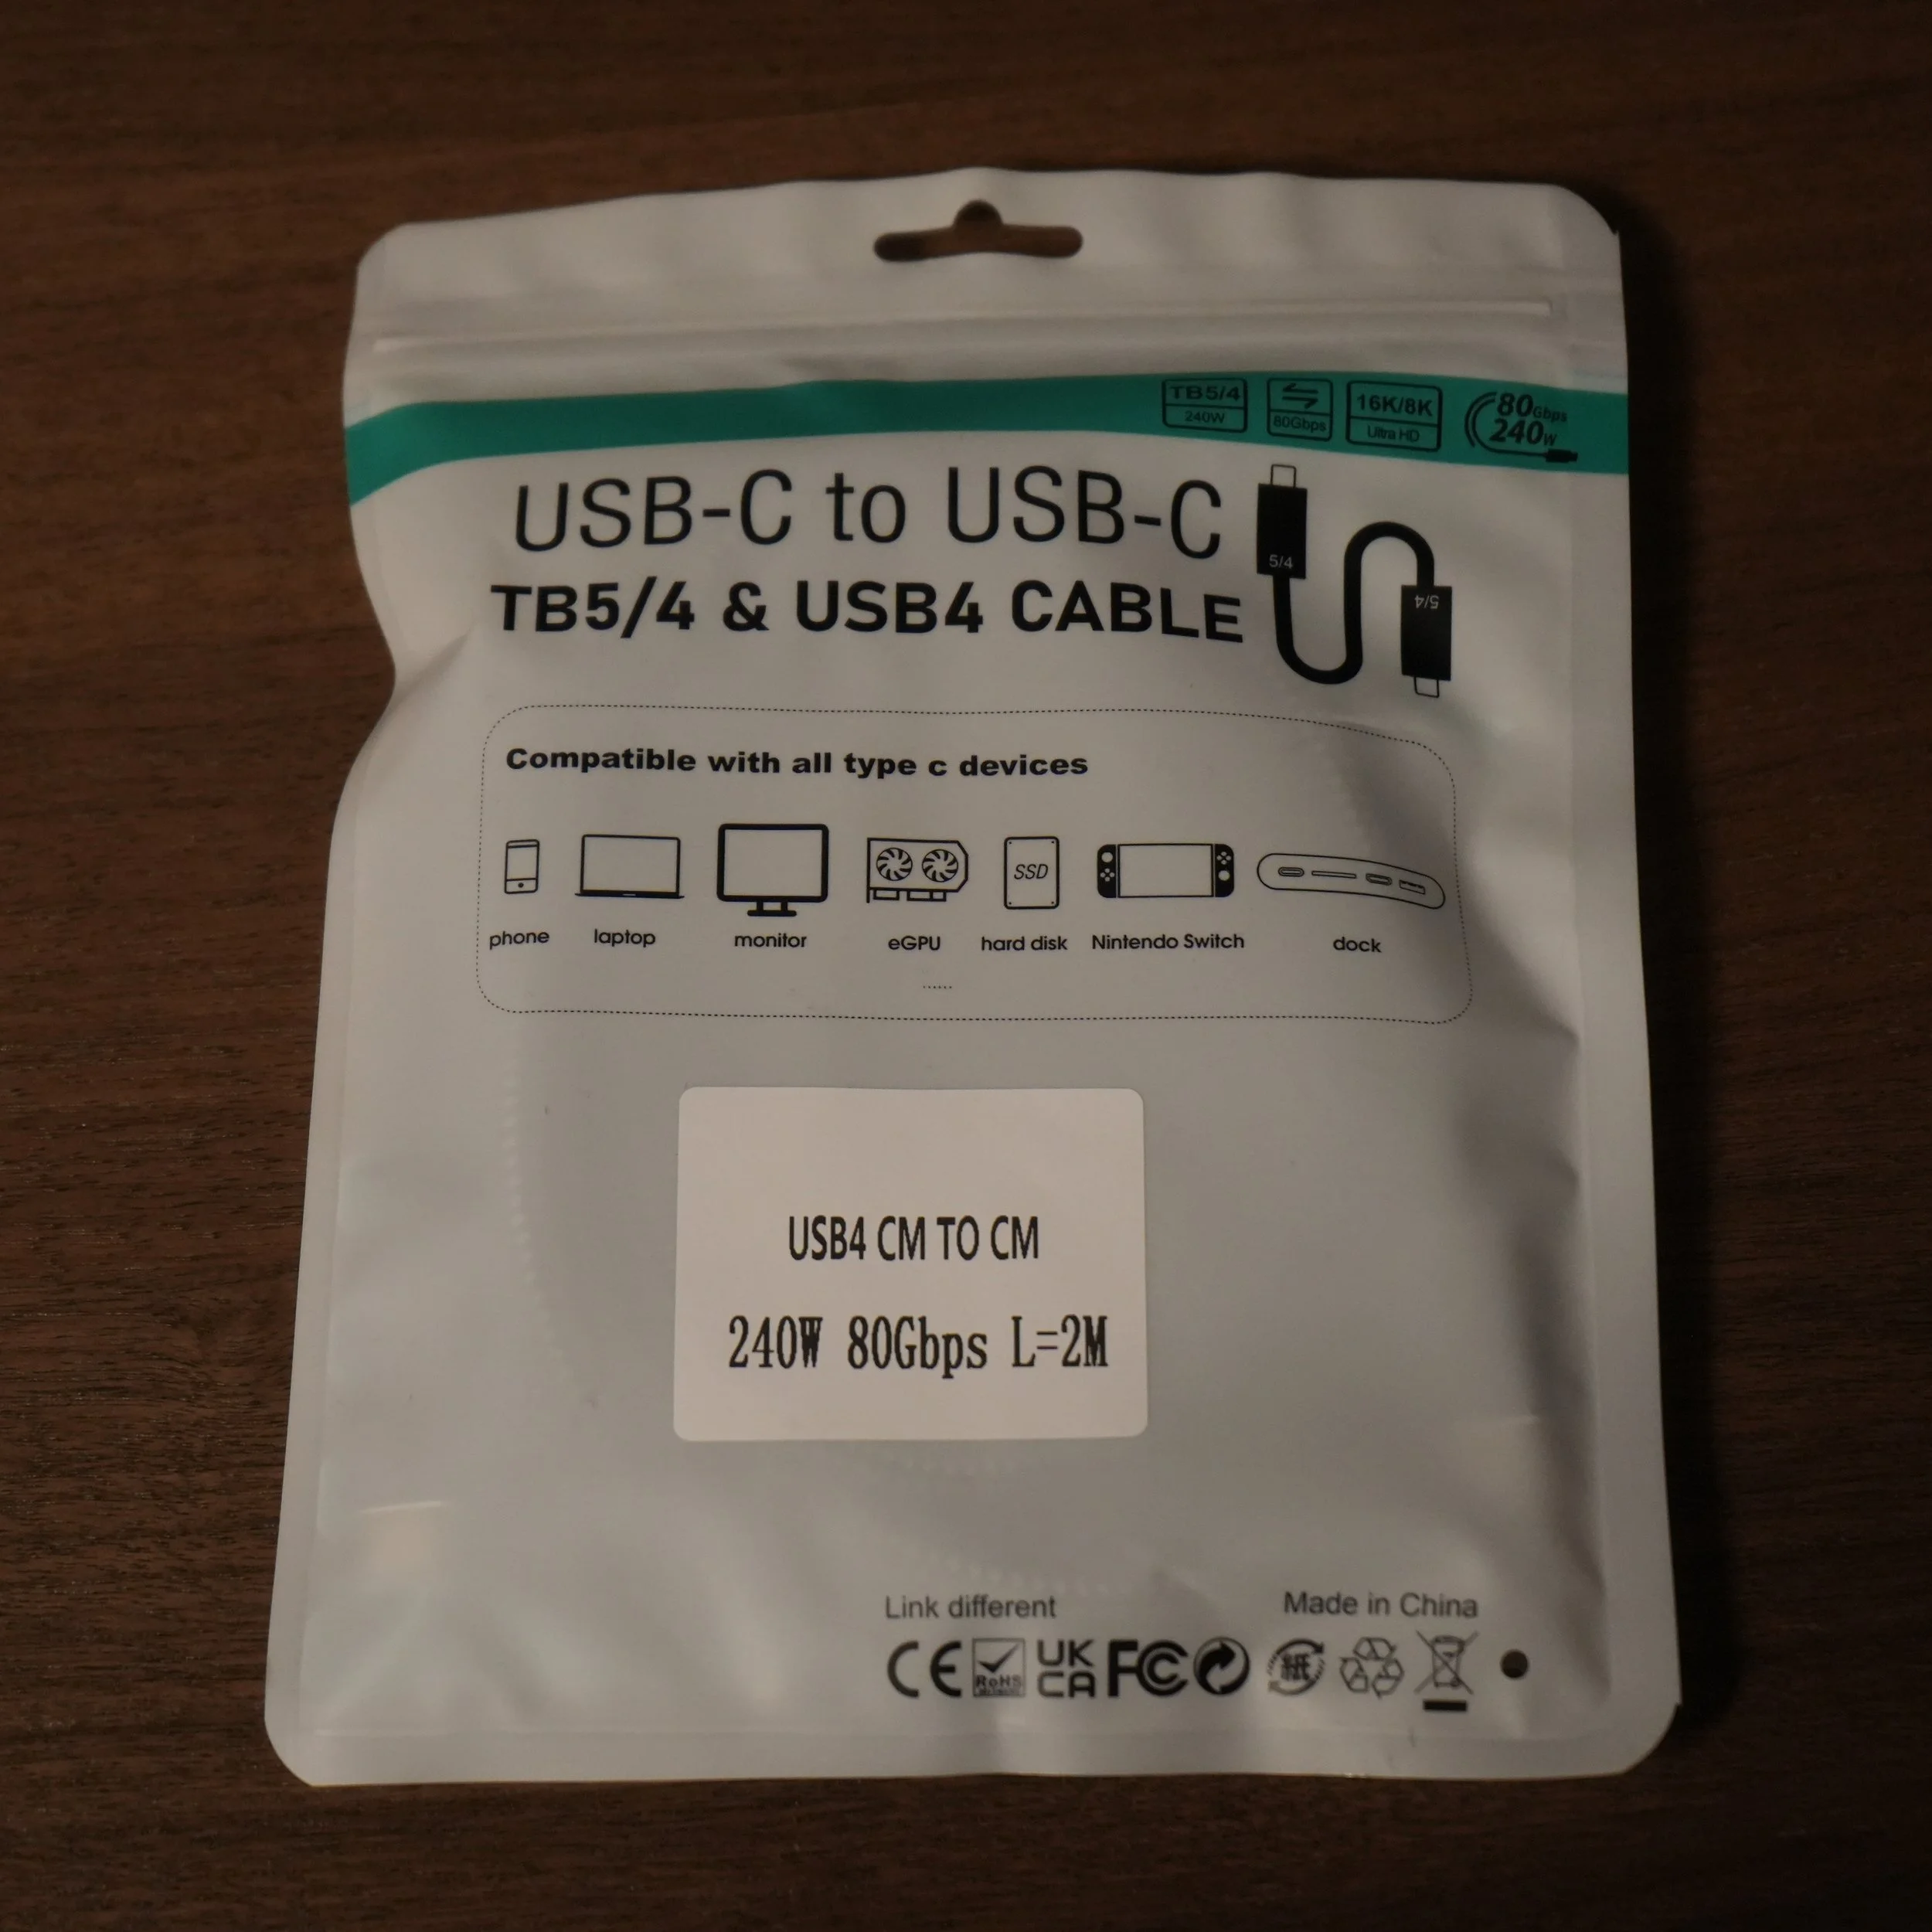 TB5/4
240W
80Gbps
16K/8K
Ultra HD
80Gbps
240W
USB-C to USB-C
TB5/4 & USB4 CABLE
5/4
5/4
Compatible with all type c devices
SSD
phone laptop monitor eGPU hard disk Nintendo Switch dock
......
USB4 CM TO CM
240W 80Gbps L=2M
Link different Made in China
CE RoHS UK CA FC 紙